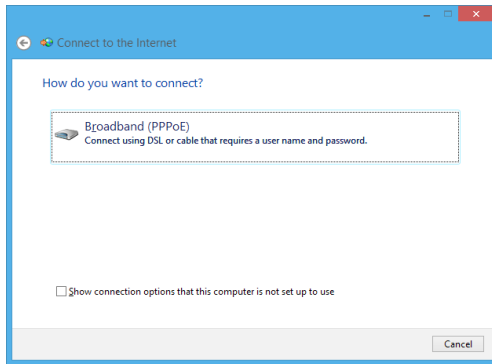 Connect to the Internet
How do you want to connect?
Broadband (PPPoE)
Connect using DSL or cable that requires a user name and password.
Show connection options that this computer is not set up to use
Cancel